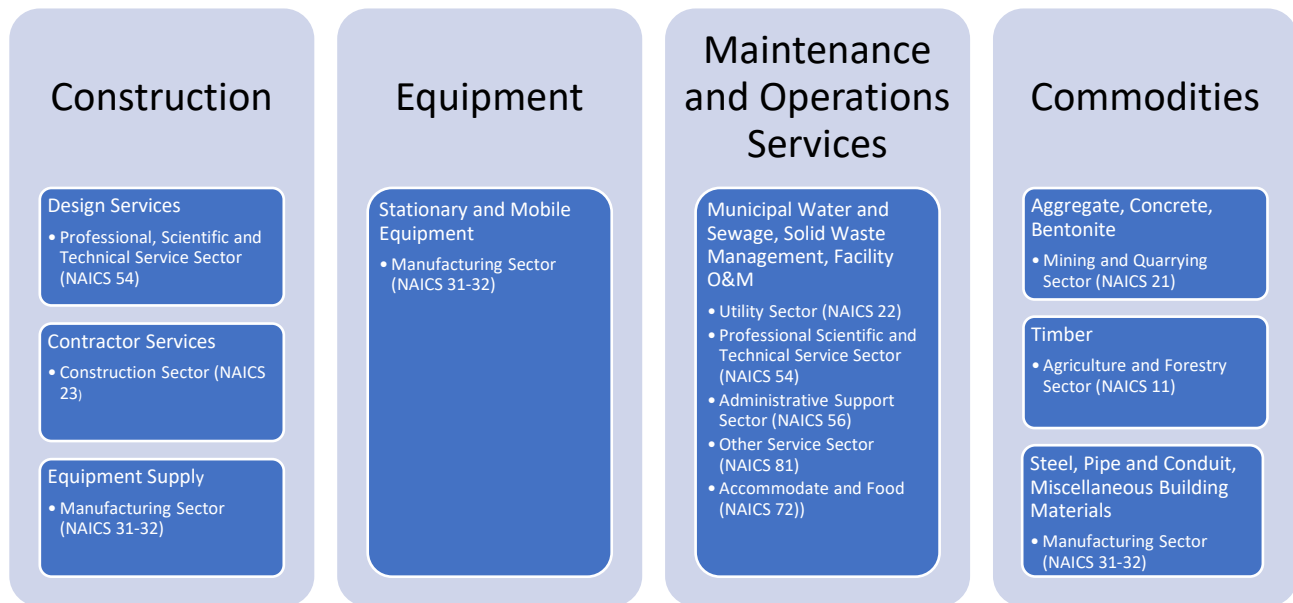 Construction
Design Services
• Professional, Scientific and
Technical Service Sector
(NAICS 54)
Contractor Services
• Construction Sector (NAICS
23)
Equipment Supply
• Manufacturing Sector
(NAICS 31-32)
Equipment
Stationary and Mobile
Equipment
• Manufacturing Sector
(NAICS 31-32)
Maintenance
and Operations
Services
Municipal Water and
Sewage, Solid Waste
Management, Facility
O&M
• Utility Sector (NAICS 22)
• Professional Scientific and
Technical Service Sector
(NAICS 54)
• Administrative Support
Sector (NAICS 56)
• Other Service Sector
(NAICS 81)
• Accommodate and Food
(NAICS 72))
Commodities
Aggregate, Concrete,
Bentonite
• Mining and Quarrying
Sector (NAICS 21)
Timber
• Agriculture and Forestry
Sector (NAICS 11)
Steel, Pipe and Conduit,
Miscellaneous Building
Materials
• Manufacturing Sector
(NAICS 31-32)